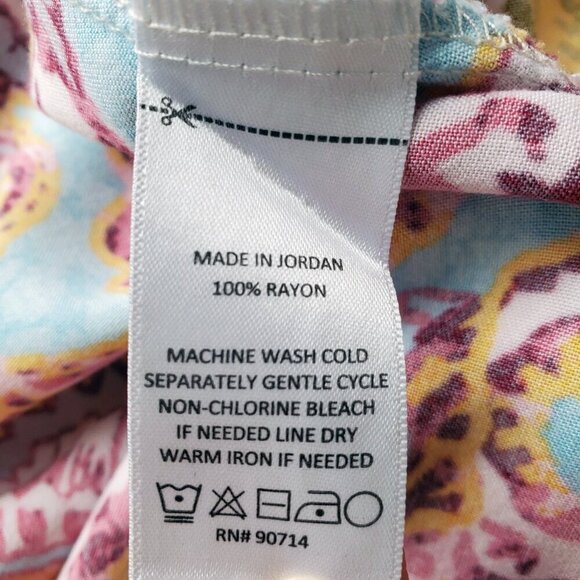 MADE IN JORDAN
100% RAYON
MACHINE WASH COLD
SEPARATELY GENTLE CYCLE
NON-CHLORINE BLEACH
IF NEEDED LINE DRY
WARM IRON IF NEEDED
RN# 90714